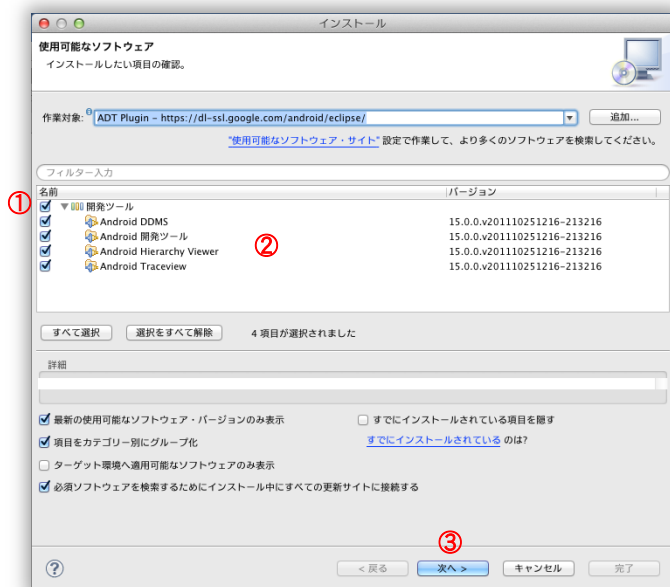 インストール
使用可能なソフトウェア
インストールしたい項目の確認。
作業対象: ADT Plugin – https://dl-ssl.google.com/android/eclipse/ 追加...
"使用可能なソフトウェア・サイト" 設定で作業して、より多くのソフトウェアを検索してください。
フィルター入力
名前 バージョン
① 開発ツール
Android DDMS 15.0.0.v201110251216-213216
Android 開発ツール 15.0.0.v201110251216-213216
② Android Hierarchy Viewer 15.0.0.v201110251216-213216
Android Traceview 15.0.0.v201110251216-213216
すべて選択 選択をすべて解除 4 項目が選択されました
詳細
最新の使用可能なソフトウェア・バージョンのみ表示 すでにインストールされている項目を隠す
項目をカテゴリー別にグループ化 すでにインストールされている のは?
ターゲット環境へ適用可能なソフトウェアのみ表示
必須ソフトウェアを検索するためにインストール中にすべての更新サイトに接続する
③
? < 戻る 次へ > キャンセル 完了